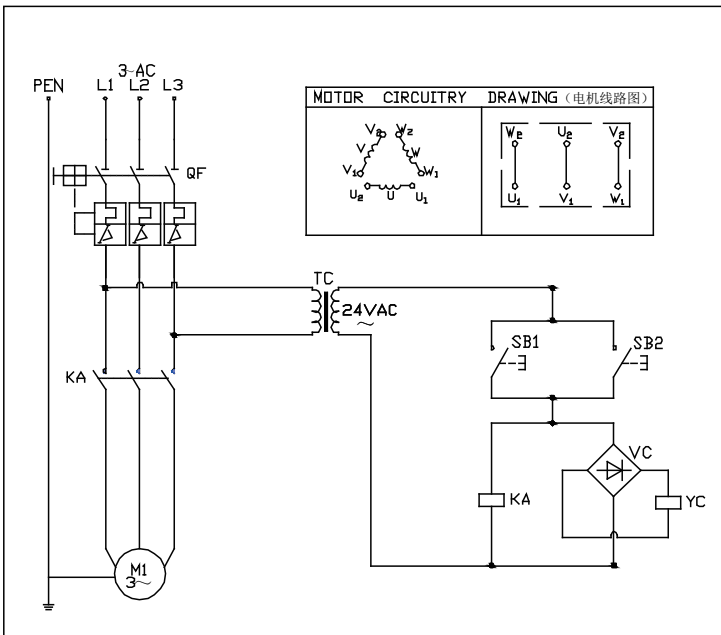 3~AC
PEN L1 L2 L3
QF
MOTOR CIRCUITRY DRAWING (电机线路图)
V2 W2
V W
V1 W1
U2 U U1
W2 U2 V2
U1 V1 W1
TC
24VAC
~
SB1 SB2
KA
VC
KA YC
M1
3~